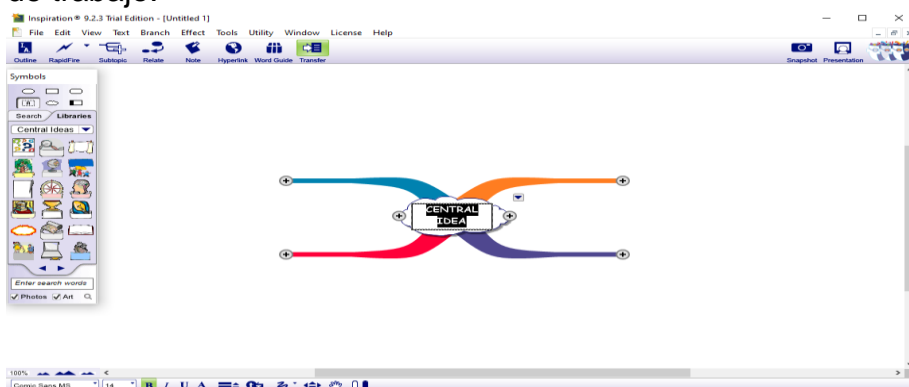 de trabajo.
Inspiration® 9.2.3 Trial Edition - [Untitled 1]
File Edit View Text Branch Effect Tools Utility Window License Help
Outline RapidFire Subtopic Relate Note Hyperlink Word Guide Transfer Snapshot Presentation
Symbols
Search Libraries
Central Ideas
CENTRAL
IDEA
Enter search words
Photos Art
100%
Comic Sans MS 14 B I U A